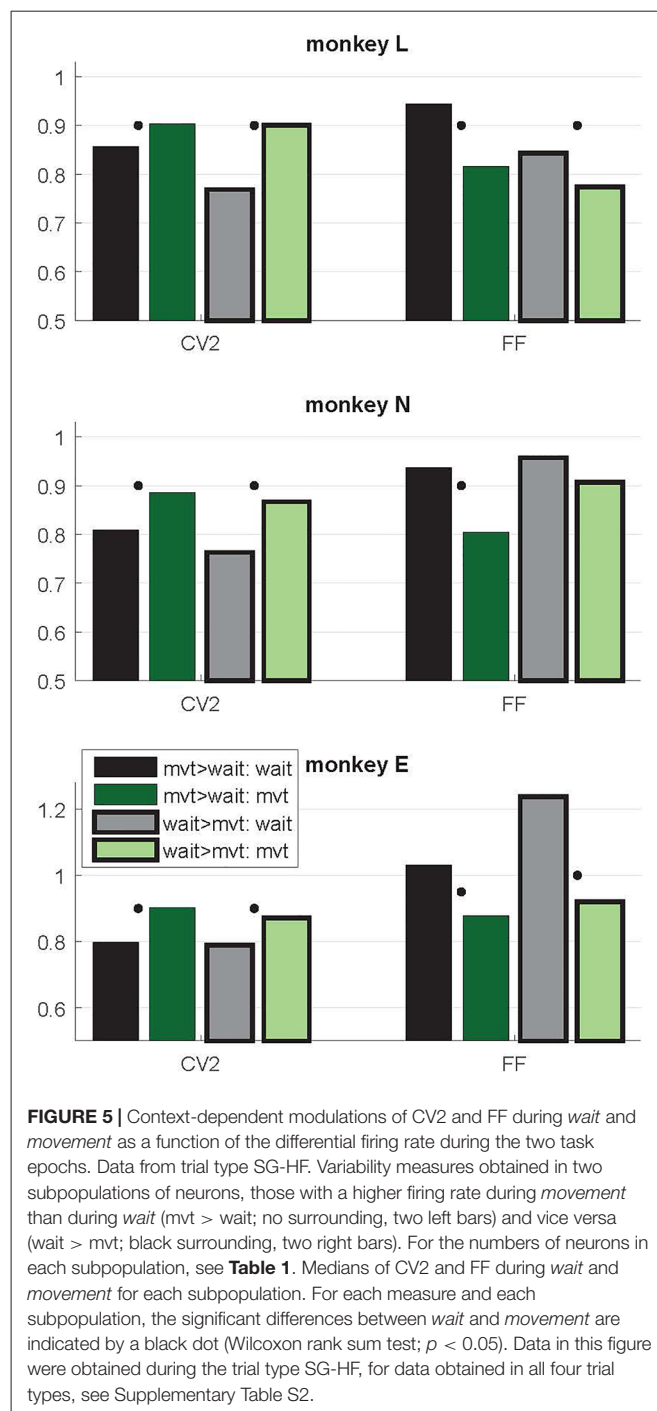 monkey L
1
0.9
0.8
0.7
0.6
0.5
CV2 FF
monkey N
1
0.9
0.8
0.7
0.6
0.5
CV2 FF
monkey E
mvt>wait: wait
mvt>wait: mvt
wait>mvt: wait
wait>mvt: mvt
1.2
1
0.8
0.6
CV2 FF
FIGURE 5 | Context-dependent modulations of CV2 and FF during wait and
movement as a function of the differential firing rate during the two task
epochs. Data from trial type SG-HF. Variability measures obtained in two
subpopulations of neurons, those with a higher firing rate during movement
than during wait (mvt > wait; no surrounding, two left bars) and vice versa
(wait > mvt; black surrounding, two right bars). For the numbers of neurons in
each subpopulation, see Table 1. Medians of CV2 and FF during wait and
movement for each subpopulation. For each measure and each
subpopulation, the significant differences between wait and movement are
indicated by a black dot (Wilcoxon rank sum test; p < 0.05). Data in this figure
were obtained during the trial type SG-HF, for data obtained in all four trial
types, see Supplementary Table S2.